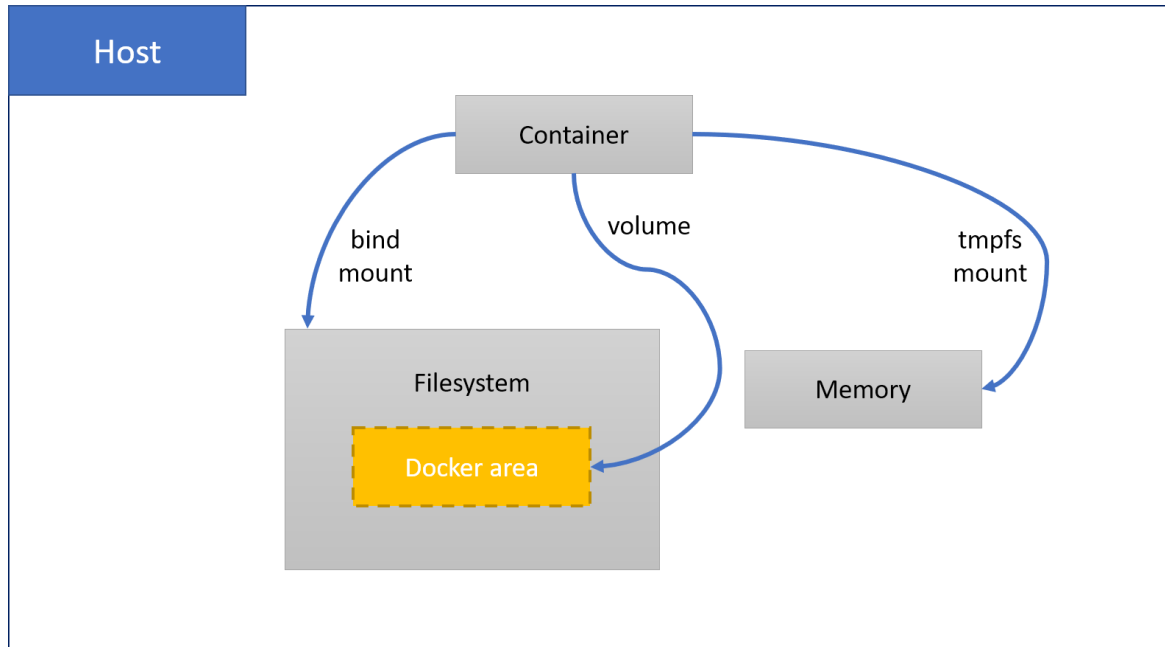 Host
Container
bind
mount
volume
tmpfs
mount
Filesystem
Memory
Docker area